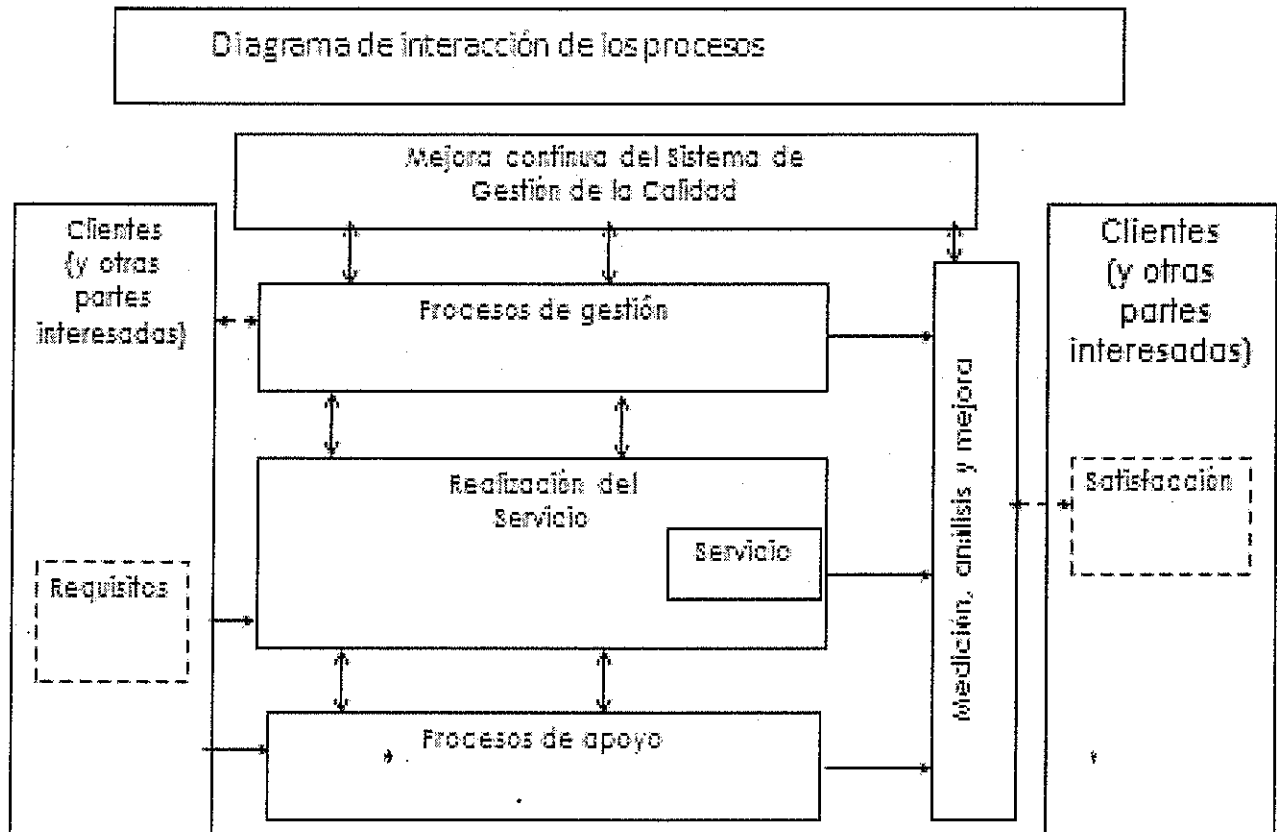 Diagrama de interacción de los procesos
Mejora continua del Sistema de
Gestión de la Calidad
Clientes
(y otras
partes
interesadas)
Procesos de gestión
Realización del
Servicio
Servicio
Requisitos
Procesos de apoyo
Medición, análisis y mejora
Clientes
(y otras
partes
interesadas)
Satisfacción